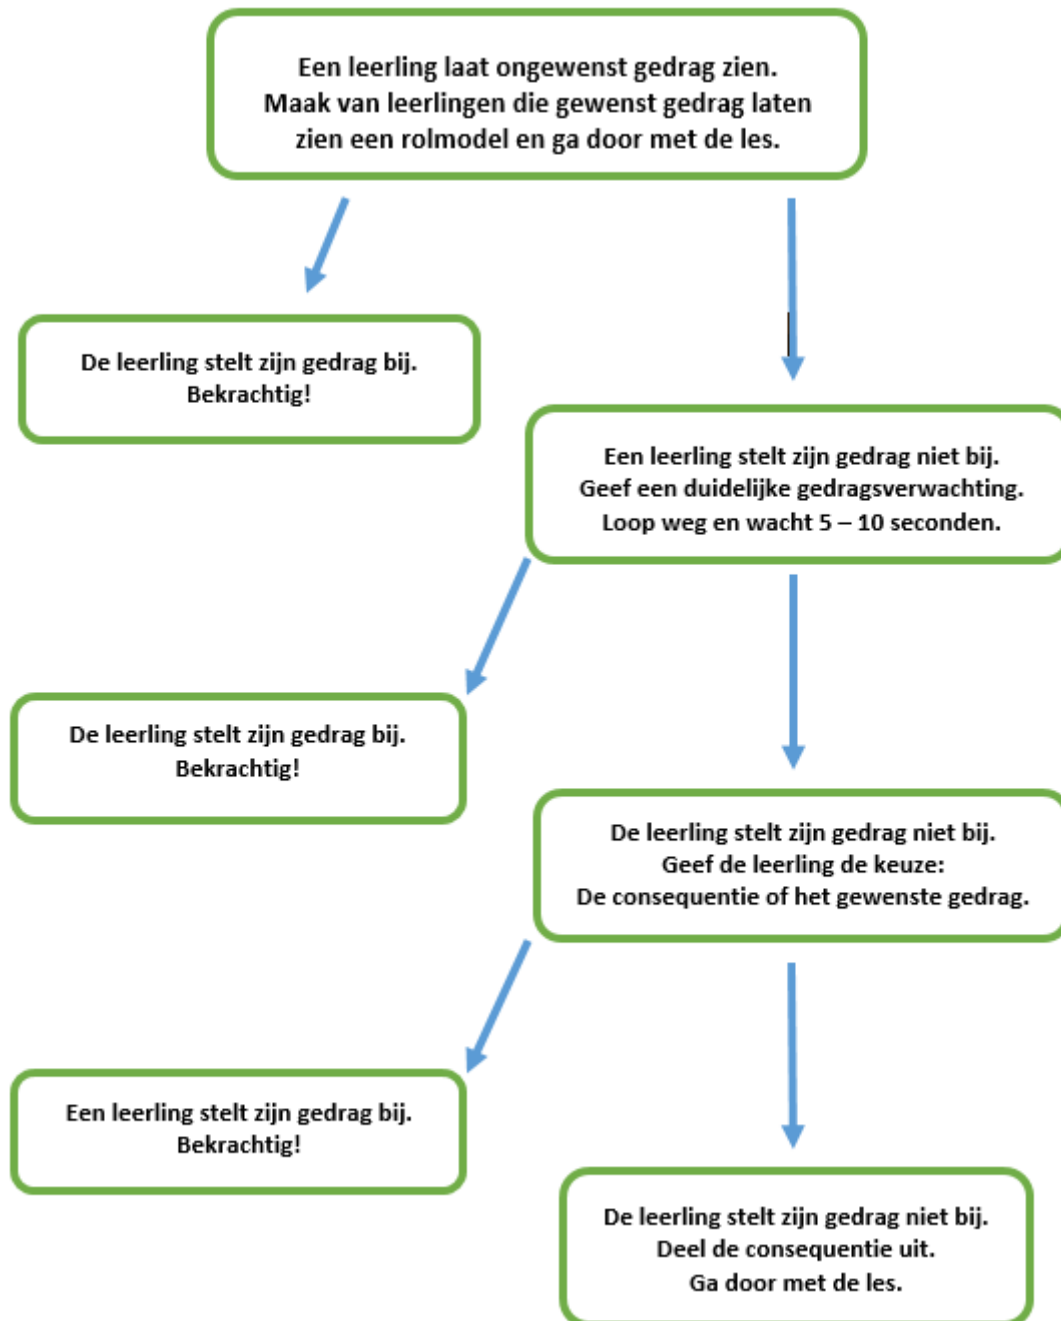 Een leerling laat ongewenst gedrag zien.
Maak van leerlingen die gewenst gedrag laten
zien een rolmodel en ga door met de les.
De leerling stelt zijn gedrag bij.
Bekrachtig!
Een leerling stelt zijn gedrag niet bij.
Geef een duidelijke gedragsverwachting.
Loop weg en wacht 5 – 10 seconden.
De leerling stelt zijn gedrag bij.
Bekrachtig!
De leerling stelt zijn gedrag niet bij.
Geef de leerling de keuze:
De consequentie of het gewenste gedrag.
Een leerling stelt zijn gedrag bij.
Bekrachtig!
De leerling stelt zijn gedrag niet bij.
Deel de consequentie uit.
Ga door met de les.